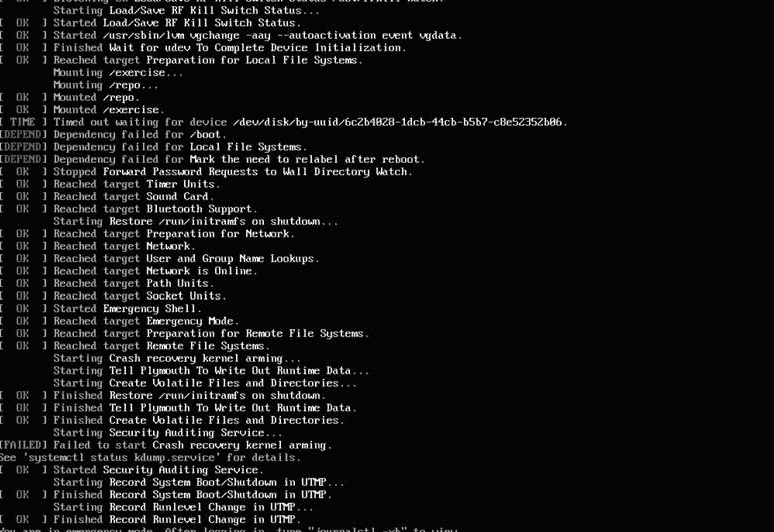 Starting Load/Save RF Kill Switch Status...
[  OK  ] Started Load/Save RF Kill Switch Status.
[  OK  ] Started /usr/sbin/lvm vgchange -aay --autoactivation event vgdata.
[  OK  ] Finished Wait for udev To Complete Device Initialization.
[  OK  ] Reached target Preparation for Local File Systems.
Mounting /exercise...
Mounting /repo...
[  OK  ] Mounted /repo.
[  OK  ] Mounted /exercise.
[ TIME ] Timed out waiting for device /dev/disk/by-uuid/6c2b4028-1dcb-44cb-b5b7-c8e52352b06.
[DEPEND] Dependency failed for /boot.
[DEPEND] Dependency failed for Local File Systems.
[DEPEND] Dependency failed for Mark the need to relabel after reboot.
[  OK  ] Stopped Forward Password Requests to Wall Directory Watch.
[  OK  ] Reached target Timer Units.
[  OK  ] Reached target Sound Card.
[  OK  ] Reached target Bluetooth Support.
Starting Restore /run/initramfs on shutdown...
[  OK  ] Reached target Preparation for Network.
[  OK  ] Reached target Network.
[  OK  ] Reached target User and Group Name Lookups.
[  OK  ] Reached target Network is Online.
[  OK  ] Reached target Path Units.
[  OK  ] Reached target Socket Units.
[  OK  ] Started Emergency Shell.
[  OK  ] Reached target Emergency Mode.
[  OK  ] Reached target Preparation for Remote File Systems.
[  OK  ] Reached target Remote File Systems.
Starting Crash recovery kernel arming...
Starting Tell Plymouth To Write Out Runtime Data...
Starting Create Volatile Files and Directories...
[  OK  ] Finished Restore /run/initramfs on shutdown.
[  OK  ] Finished Tell Plymouth To Write Out Runtime Data.
[  OK  ] Finished Create Volatile Files and Directories.
Starting Security Auditing Service...
[FAILED] Failed to start Crash recovery kernel arming.
See 'systemctl status kdump.service' for details.
[  OK  ] Started Security Auditing Service.
Starting Record System Boot/Shutdown in UTMP...
[  OK  ] Finished Record System Boot/Shutdown in UTMP.
Starting Record Runlevel Change in UTMP...
[  OK  ] Finished Record Runlevel Change in UTMP.
You are in emergency mode. After logging in, type "journalctl -xb" to view